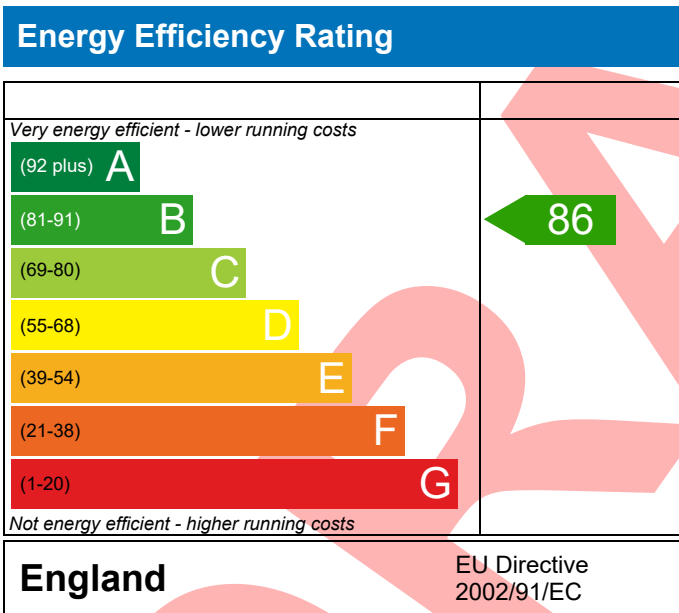 Energy Efficiency Rating
Very energy efficient - lower running costs
(92 plus) A
(81-91) B
86
(69-80) C
(55-68) D
(39-54) E
(21-38) F
(1-20) G
Not energy efficient - higher running costs
England
EU Directive
2002/91/EC